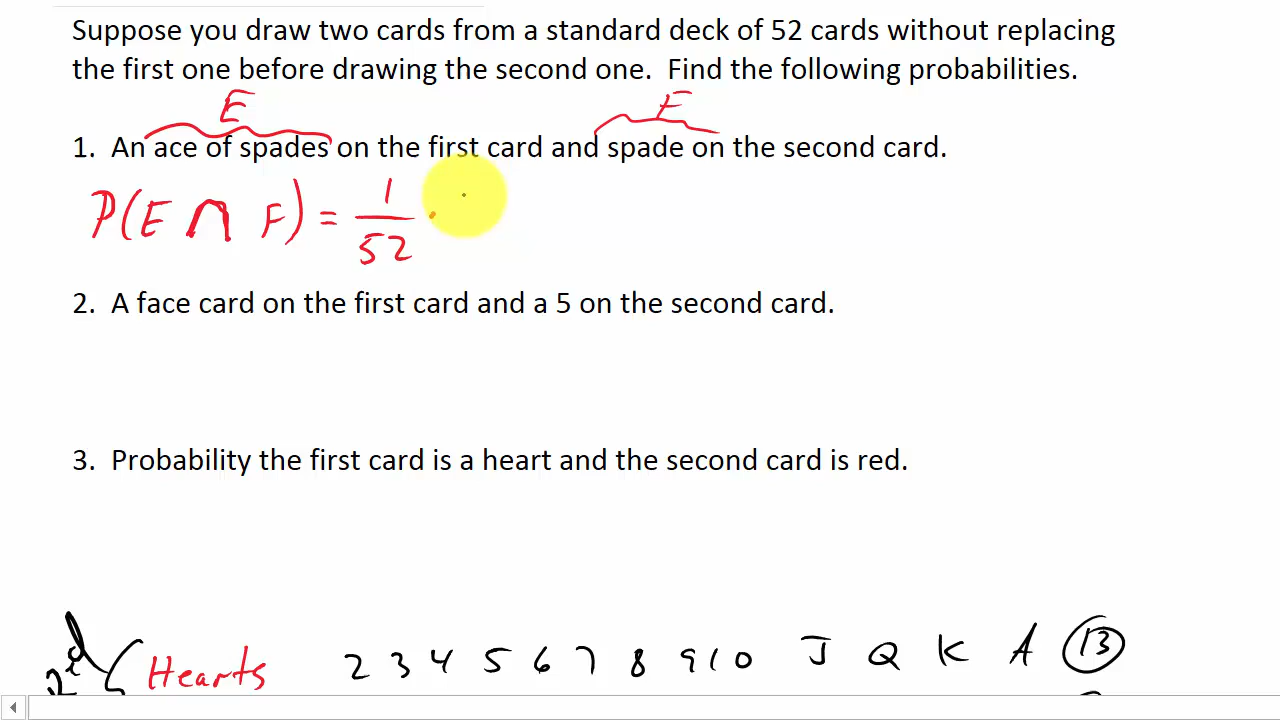 Suppose you draw two cards from a standard deck of 52 cards without replacing
the first one before drawing the second one.  Find the following probabilities.
E F
1.  An ace of spades on the first card and spade on the second card.
P(E ∩ F) = 1/52 ·
2.  A face card on the first card and a 5 on the second card.
3.  Probability the first card is a heart and the second card is red.
Hearts 2 3 4 5 6 7 8 9 10 J Q K A 13